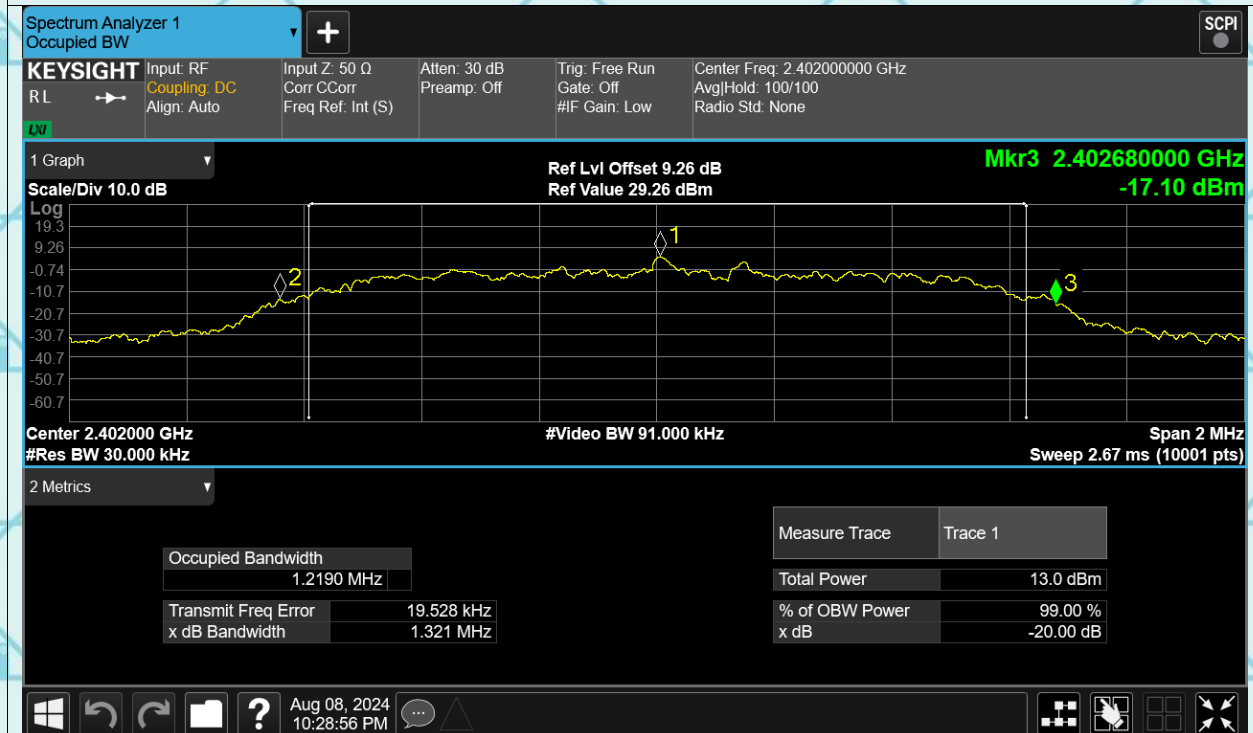 Spectrum Analyzer 1
Occupied BW
▼
+
SCPI
KEYSIGHT
RL
LXI
Input: RF
Coupling: DC
Align: Auto
Input Z: 50 Ω
Corr CCorr
Freq Ref: Int (S)
Atten: 30 dB
Preamp: Off
Trig: Free Run
Gate: Off
#IF Gain: Low
Center Freq: 2.402000000 GHz
Avg|Hold: 100/100
Radio Std: None
1 Graph ▼
Scale/Div 10.0 dB
Ref Lvl Offset 9.26 dB
Ref Value 29.26 dBm
Mkr3 2.402680000 GHz
-17.10 dBm
Log
19.3
9.26
-0.74
-10.7
-20.7
-30.7
-40.7
-50.7
-60.7
2
1
3
Center 2.402000 GHz
#Res BW 30.000 kHz
#Video BW 91.000 kHz
Span 2 MHz
Sweep 2.67 ms (10001 pts)
2 Metrics ▼
Occupied Bandwidth
1.2190 MHz
Transmit Freq Error 19.528 kHz
x dB Bandwidth 1.321 MHz
Measure Trace Trace 1
Total Power 13.0 dBm
% of OBW Power 99.00 %
x dB -20.00 dB
?
Aug 08, 2024
10:28:56 PM